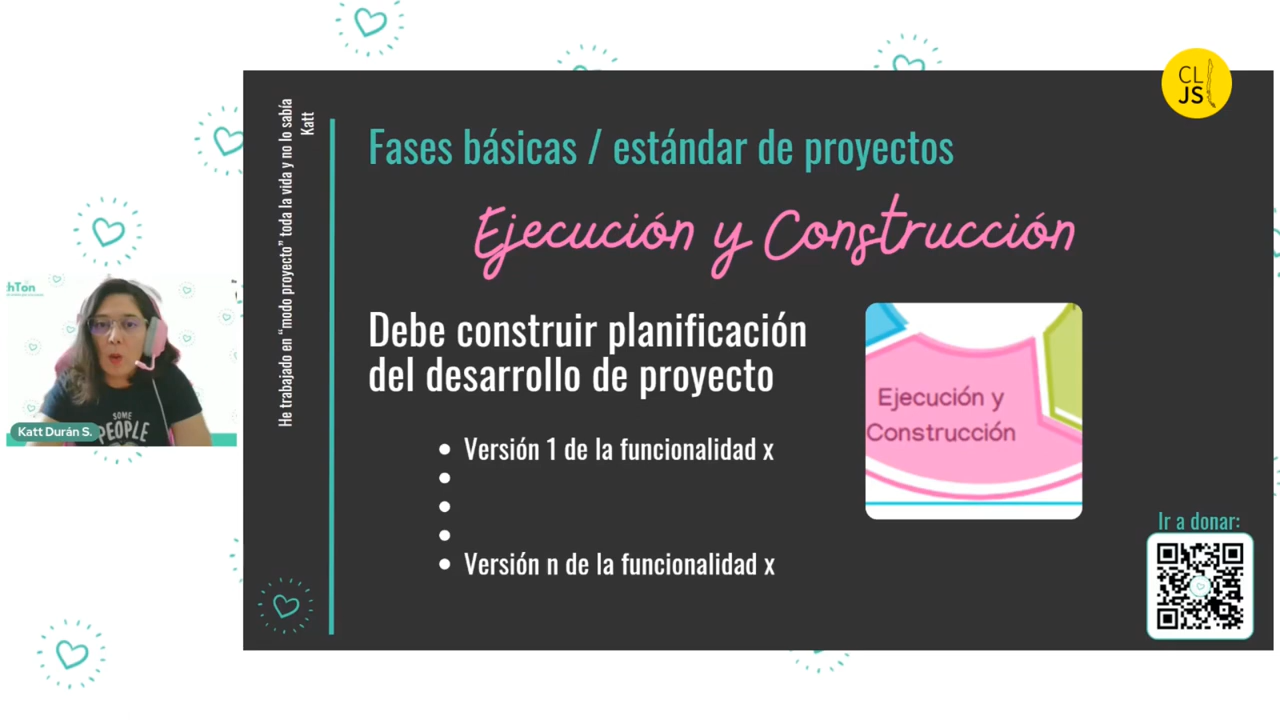 CL
JS
He trabajado en “modo proyecto” toda la vida y no lo sabía
Katt
Fases básicas / estándar de proyectos
Ejecución y Construcción
Debe construir planificación
del desarrollo de proyecto
Versión 1 de la funcionalidad x
Versión n de la funcionalidad x
Ejecución y
Construcción
hTon
SOME
PEOPLE
Katt Durán S.
Ir a donar: